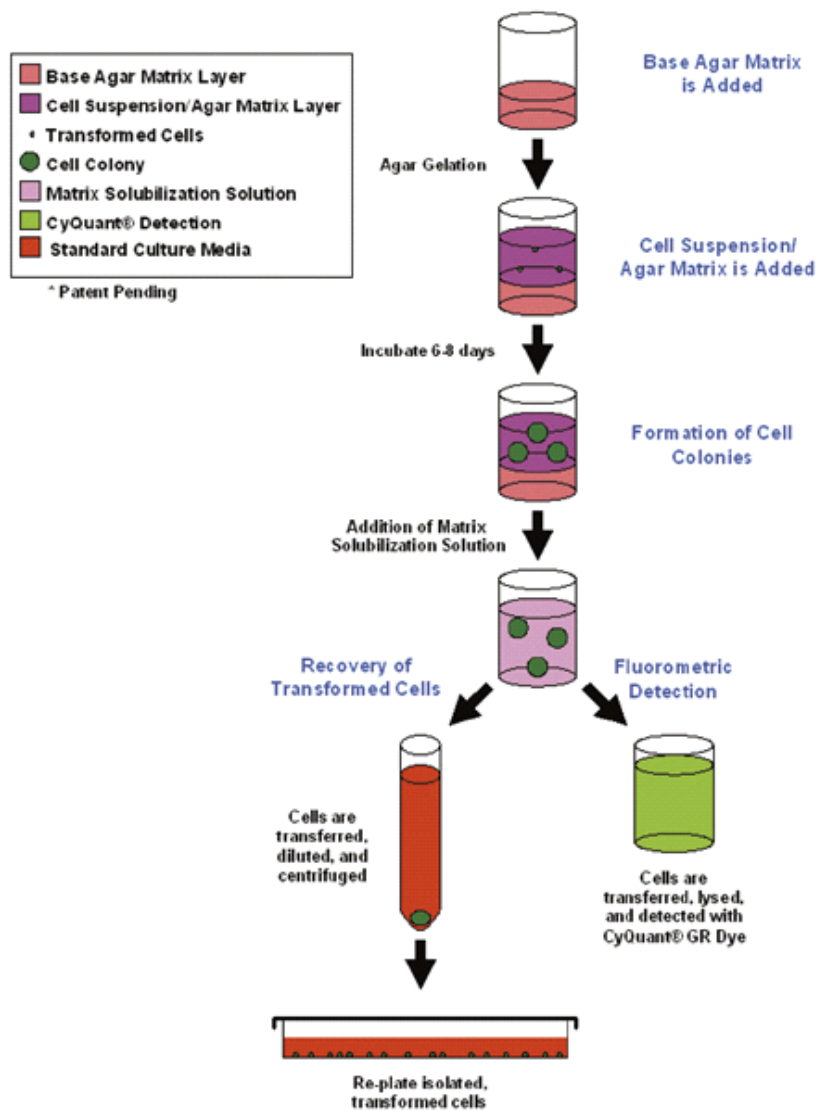 Base Agar Matrix Layer
Cell Suspension/Agar Matrix Layer
Transformed Cells
Cell Colony
Matrix Solubilization Solution
CyQuant® Detection
Standard Culture Media
* Patent Pending
Base Agar Matrix
is Added
Agar Gelation
Cell Suspension/
Agar Matrix is Added
Incubate 6-8 days
Formation of Cell
Colonies
Addition of Matrix
Solubilization Solution
Recovery of
Transformed Cells
Fluorometric
Detection
Cells are
transferred,
diluted, and
centrifuged
Cells are
transferred, lysed,
and detected with
CyQuant® GR Dye
Re-plate isolated,
transformed cells